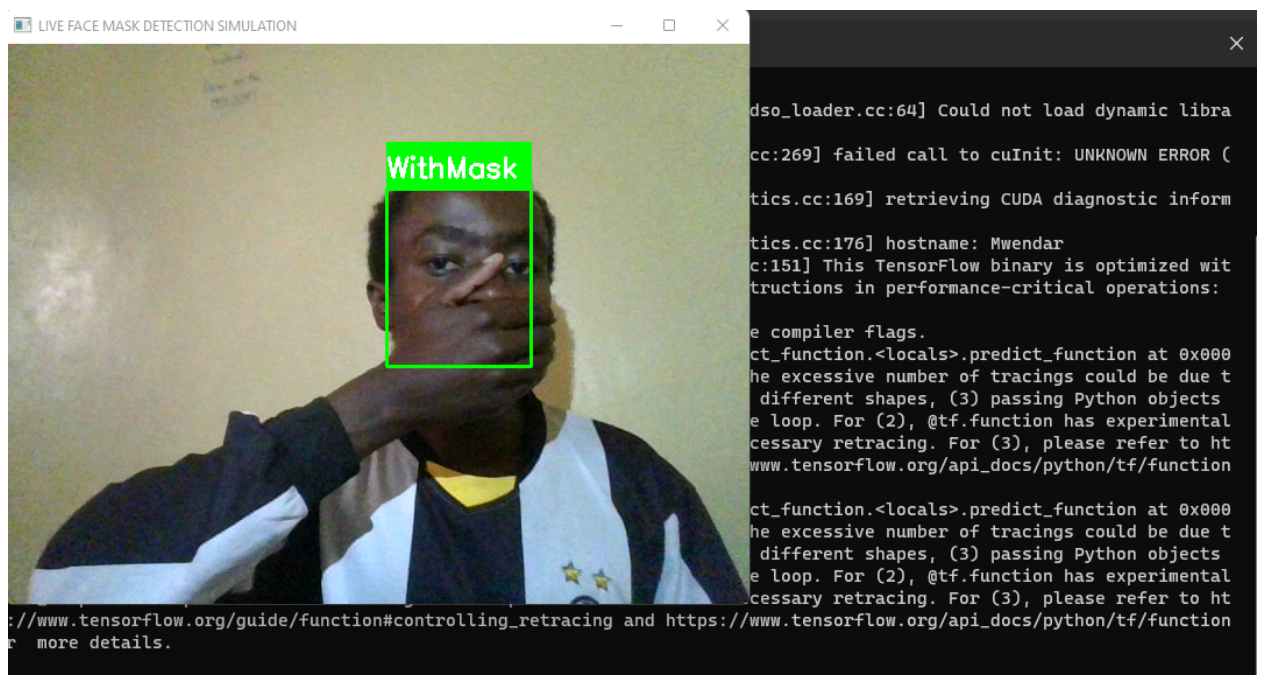 LIVE FACE MASK DETECTION SIMULATION
WithMask
dso_loader.cc:64] Could not load dynamic libra
cc:269] failed call to cuInit: UNKNOWN ERROR (
tics.cc:169] retrieving CUDA diagnostic inform
tics.cc:176] hostname: Mwendar
c:151] This TensorFlow binary is optimized wit
tructions in performance-critical operations:
e compiler flags.
ct_function.<locals>.predict_function at 0x000
he excessive number of tracings could be due t
different shapes, (3) passing Python objects
e loop. For (2), @tf.function has experimental
cessary retracing. For (3), please refer to ht
www.tensorflow.org/api_docs/python/tf/function
ct_function.<locals>.predict_function at 0x000
he excessive number of tracings could be due t
different shapes, (3) passing Python objects
e loop. For (2), @tf.function has experimental
cessary retracing. For (3), please refer to ht
://www.tensorflow.org/guide/function#controlling_retracing and https://www.tensorflow.org/api_docs/python/tf/function
r more details.